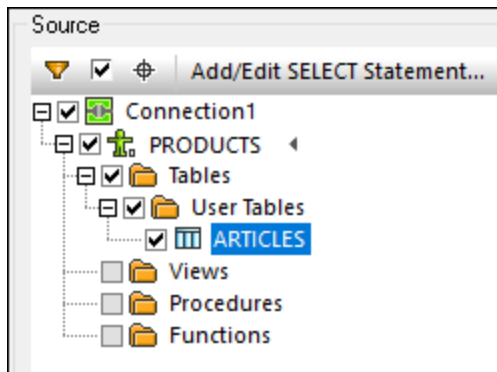 Source
Add/Edit SELECT Statement...
Connection1
PRODUCTS
Tables
User Tables
ARTICLES
Views
Procedures
Functions